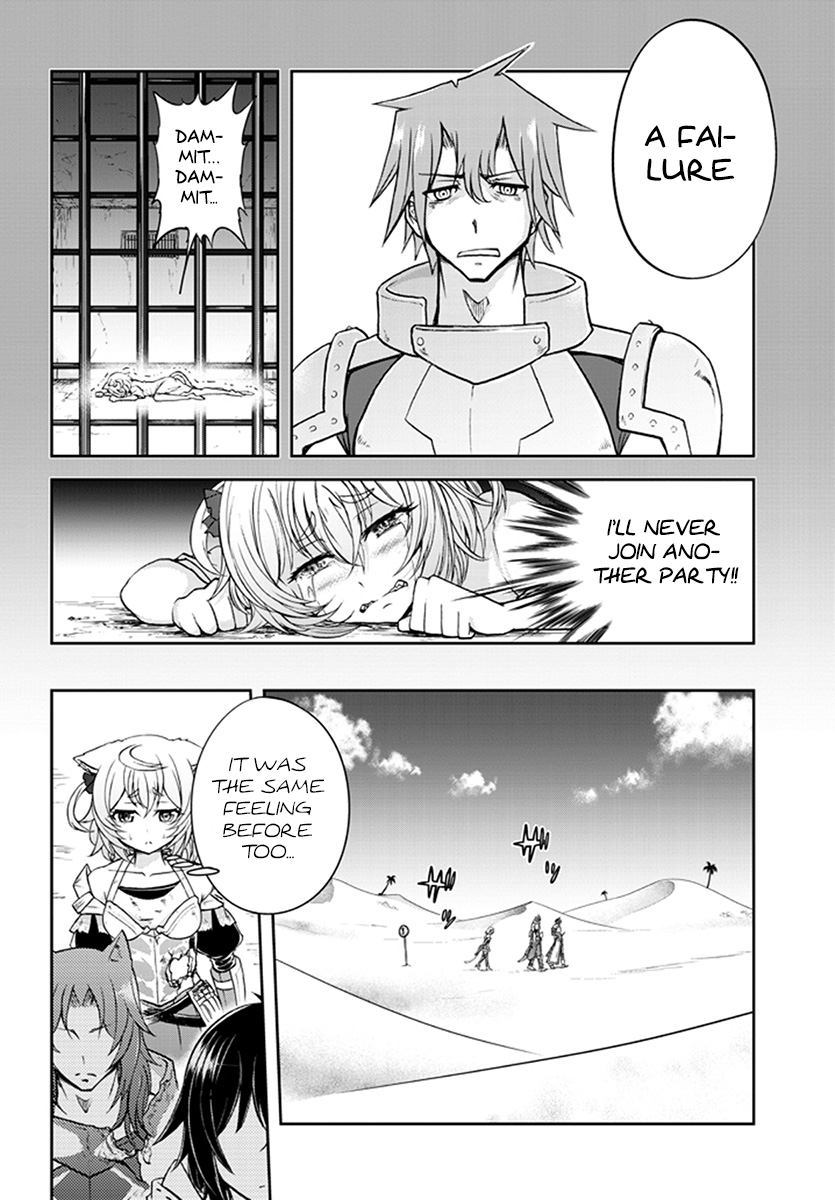 A FAI-
LURE
DAM-
MIT...
DAM-
MIT...
I'LL NEVER
JOIN ANO-
THER PARTY!!
IT WAS
THE SAME
FEELING
BEFORE
TOO...